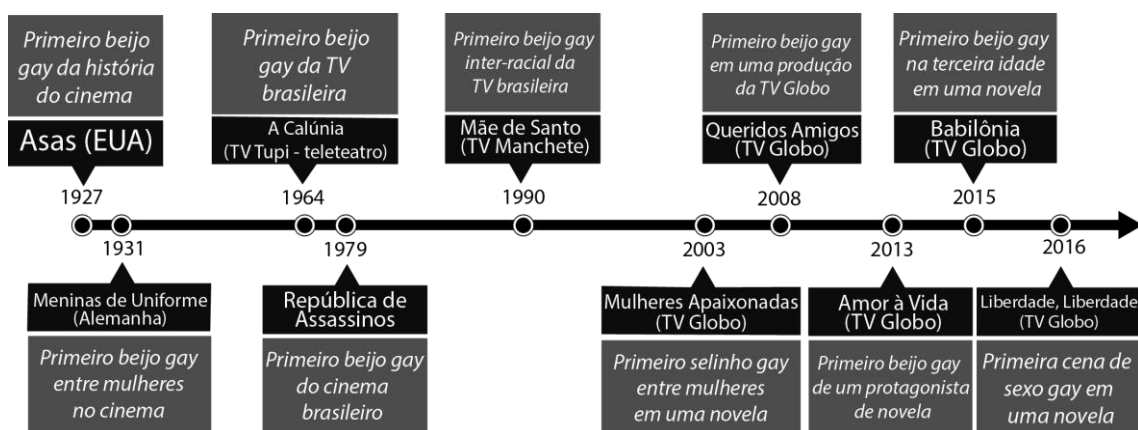 Primeiro beijo
gay da história
do cinema
Asas (EUA)
1927
Primeiro beijo
gay da TV
brasileira
A Calúnia
(TV Tupi - teleteatro)
1964
Primeiro beijo gay
inter-racial da
TV brasileira
Mãe de Santo
(TV Manchete)
1990
Primeiro beijo gay
em uma produção
da TV Globo
Queridos Amigos
(TV Globo)
2008
Primeiro beijo gay
na terceira idade
em uma novela
Babilônia
(TV Globo)
2015
1931
Meninas de Uniforme
(Alemanha)
Primeiro beijo gay
entre mulheres
no cinema
1979
República de
Assassinos
Primeiro beijo gay
do cinema
brasileiro
2003
Mulheres Apaixonadas
(TV Globo)
Primeiro selinho gay
entre mulheres
em uma novela
2013
Amor à Vida
(TV Globo)
Primeiro beijo gay
de um protagonista
de novela
2016
Liberdade, Liberdade
(TV Globo)
Primeira cena de
sexo gay em
uma novela